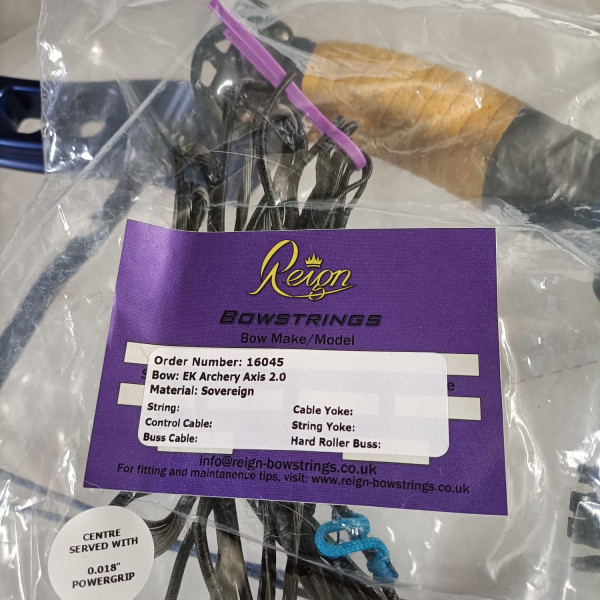 Reign
BOWSTRINGS
Bow Make/Model
Order Number: 16045
Bow: EK Archery Axis 2.0
Material: Sovereign
String:
Cable Yoke:
Control Cable:
String Yoke:
Buss Cable:
Hard Roller Buss:
info@reign-bowstrings.co.uk
For fitting and maintanence tips, visit: www.reign-bowstrings.co.uk
CENTRE
SERVED WITH
0.018"
POWERGRIP